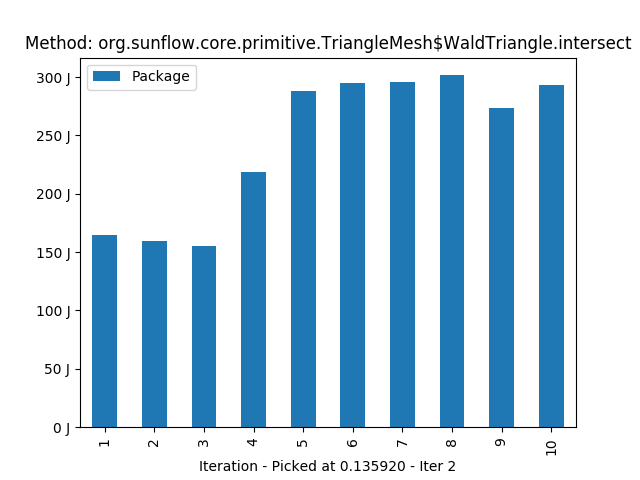 Method: org.sunflow.core.primitive.TriangleMesh$WaldTriangle.intersect
Package
300 J
250 J
200 J
150 J
100 J
50 J
0 J
1 2 3 4 5 6 7 8 9 10
Iteration - Picked at 0.135920 - Iter 2